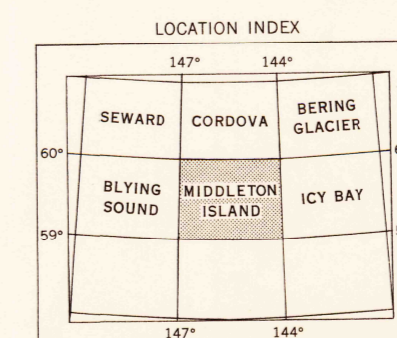 LOCATION INDEX
147° 144°
SEWARD CORDOVA BERING GLACIER
60°
BLYING SOUND MIDDLETON ISLAND ICY BAY
59°
147° 144°